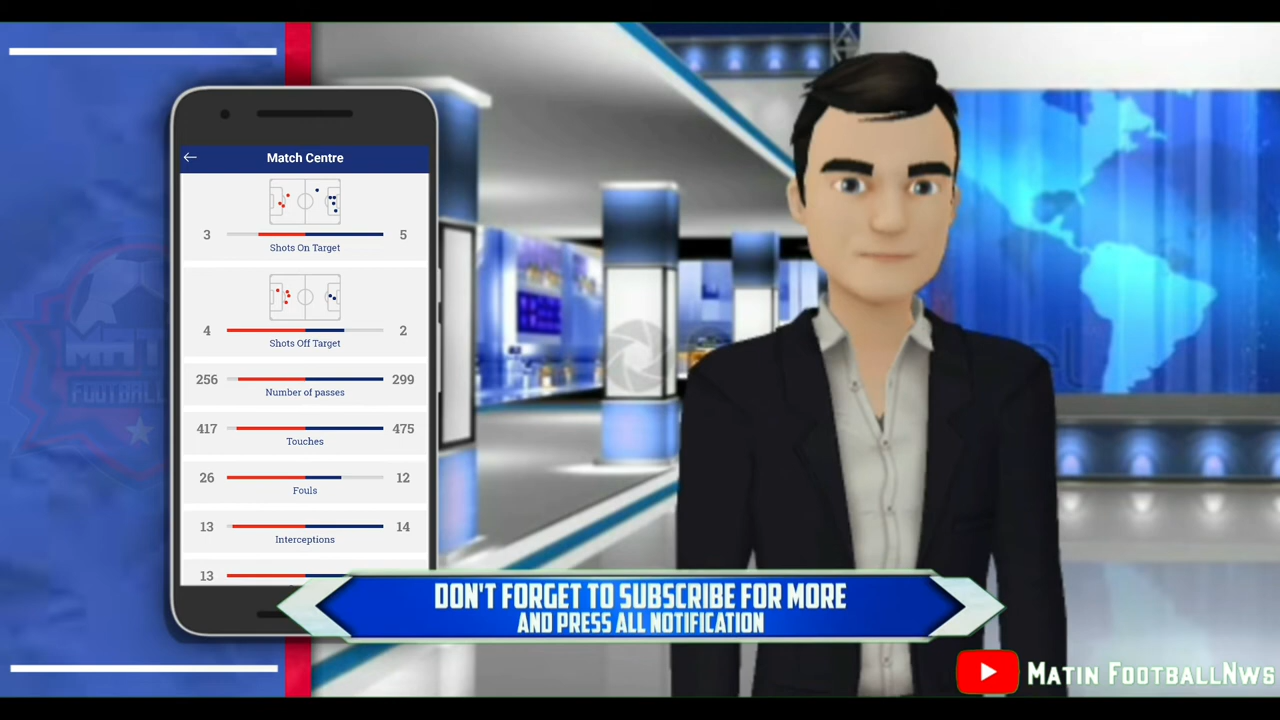 Match Centre
3 5
Shots On Target
4 2
Shots Off Target
256 299
Number of passes
417 475
Touches
26 12
Fouls
13 14
Interceptions
13
FOOTBALL
DON'T FORGET TO SUBSCRIBE FOR MORE
AND PRESS ALL NOTIFICATION
MATIN FOOTBALLNWS